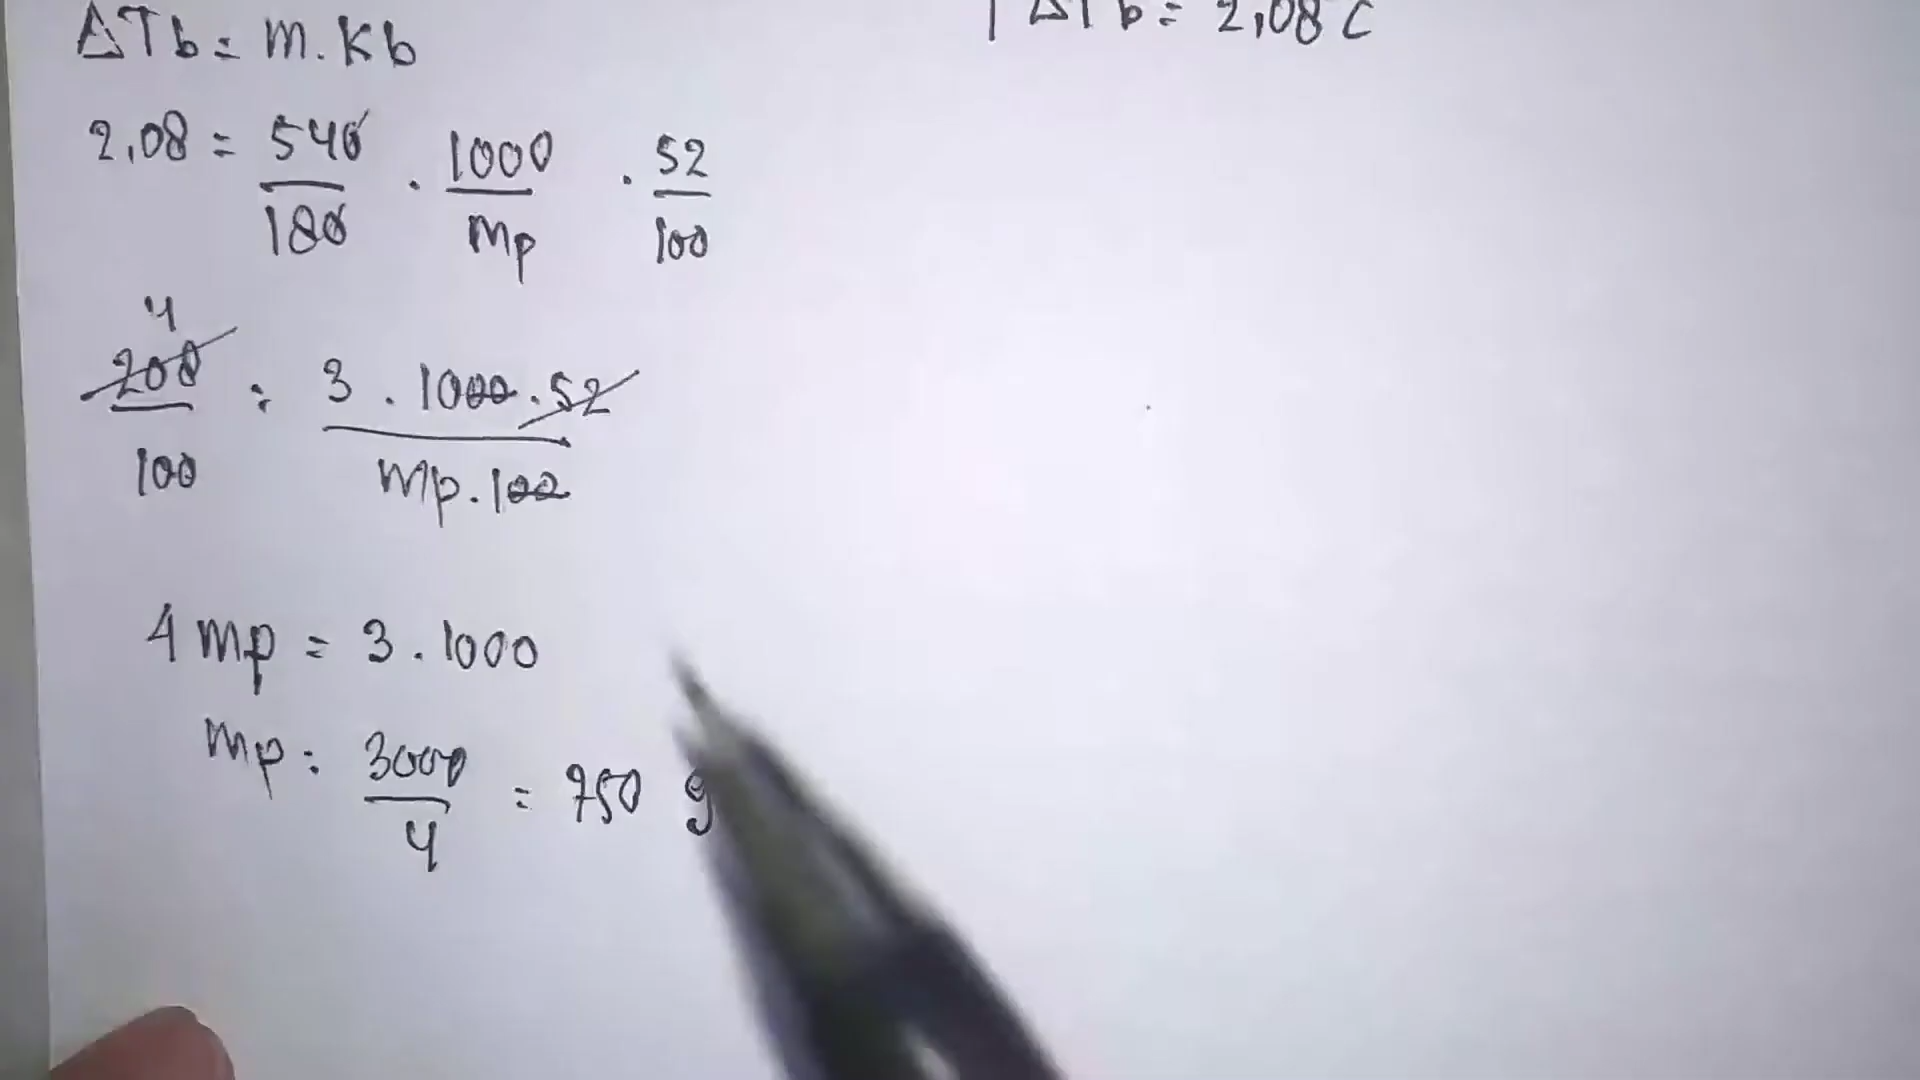 ΔTb = m . Kb
ΔTb = 2,08 C
2,08 = 540/180 . 1000/mp . 52/100
4
208/100 = 3 . 1000 . 52/mp . 100
4 mp = 3 . 1000
mp = 3000/4 = 750 g